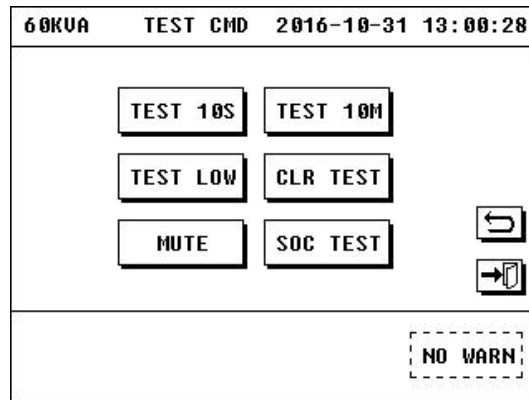 60KVA TEST CMD 2016-10-31 13:00:28
TEST 10S TEST 10M
TEST LOW CLR TEST
MUTE SOC TEST
NO WARN